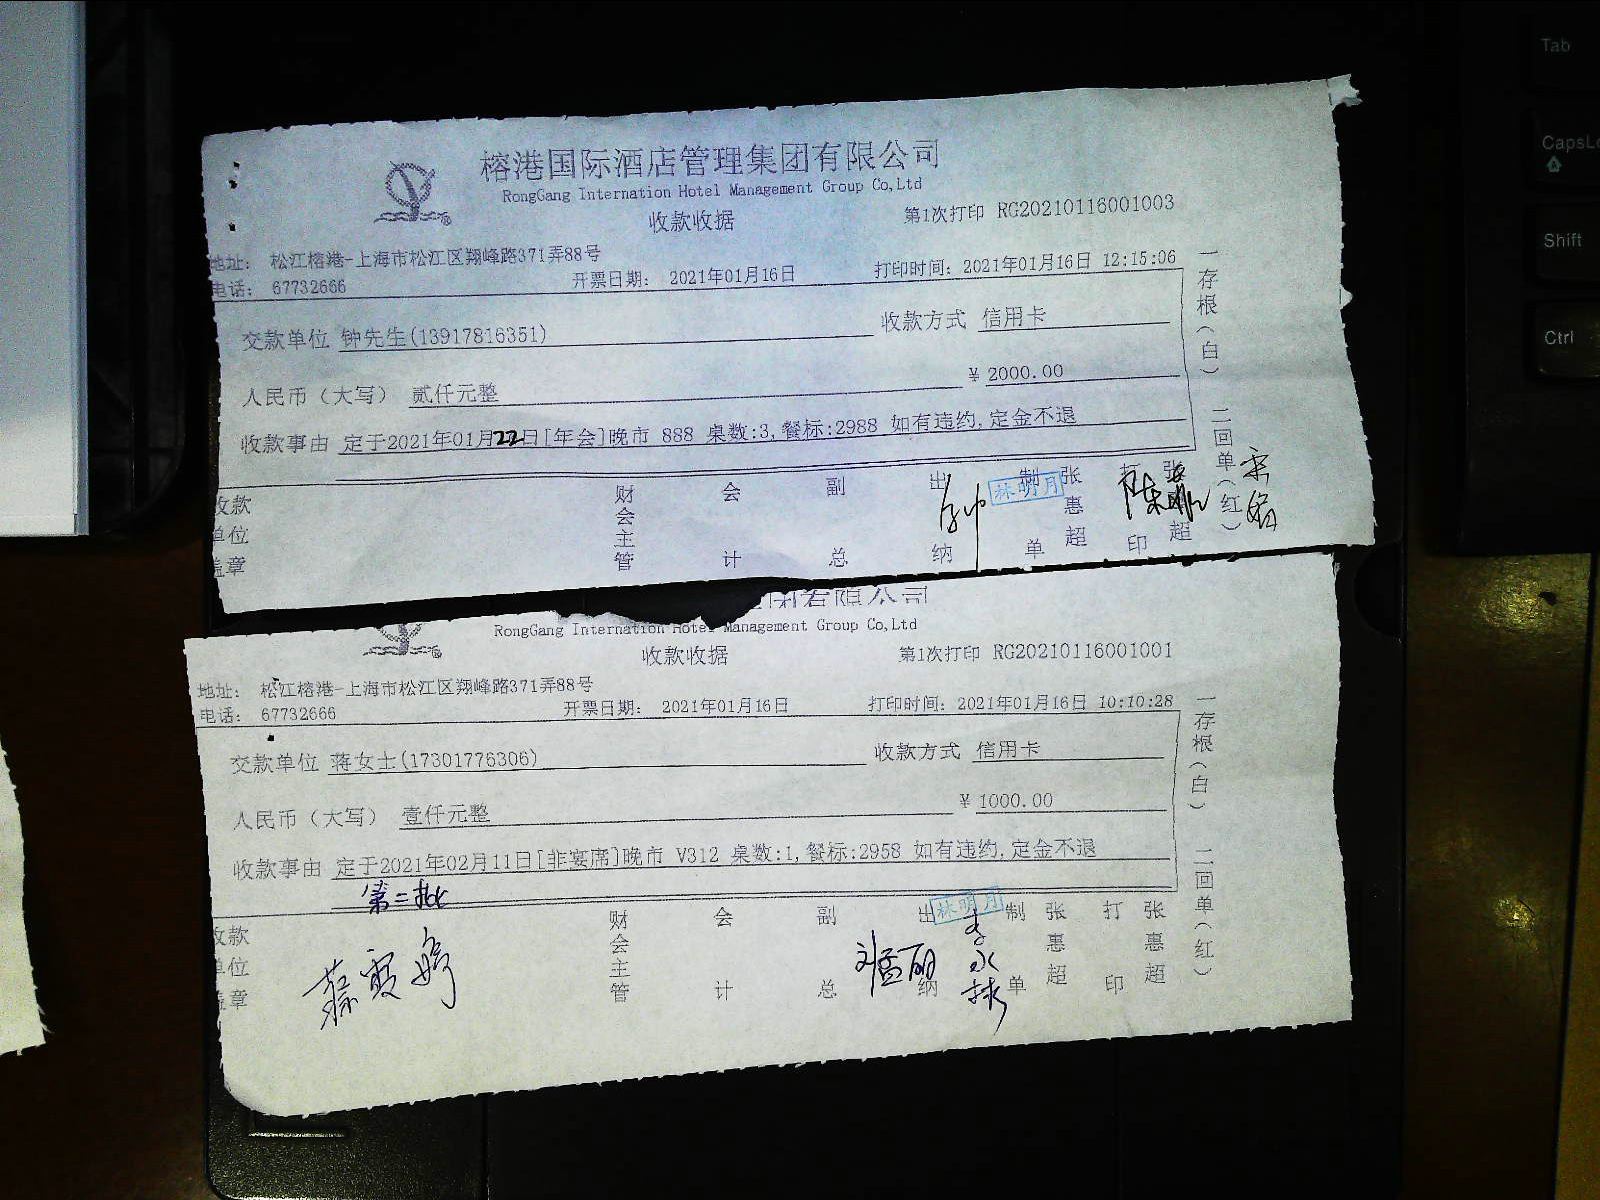 榕港国际酒店管理集团有限公司
RongGang Internation Hotel Management Group Co,Ltd
收款收据
第1次打印 RG20210116001003
地址： 松江榕港-上海市松江区翔峰路371弄88号
电话： 67732666
开票日期： 2021年01月16日
打印时间：2021年01月16日 12:15:06
交款单位 钟先生(13917816351)
收款方式 信用卡
人民币（大写） 贰仟元整
¥ 2000.00
收款事由 定于2021年01月22日[年会]晚市 888 桌数:3,餐标:2988 如有违约,定金不退
收款单位盖章
财会主管
会计
副总
出纳
林明月
制单
张惠超
打印
张惠超
一存根（白）
二回单（红）
RongGang Internation Hotel Management Group Co,Ltd
收款收据
第1次打印 RG20210116001001
地址： 松江榕港-上海市松江区翔峰路371弄88号
电话： 67732666
开票日期： 2021年01月16日
打印时间：2021年01月16日 10:10:28
交款单位 蒋女士(17301776306)
收款方式 信用卡
人民币（大写） 壹仟元整
¥ 1000.00
收款事由 定于2021年02月11日[非宴席]晚市 V312 桌数:1,餐标:2958 如有违约,定金不退
第二批
收款单位盖章
财会主管
会计
副总
出纳
林明月
刘孟丽
制单
张惠超
打印
张惠超
一存根（白）
二回单（红）
Tab
CapsLo
Shift
Ctrl